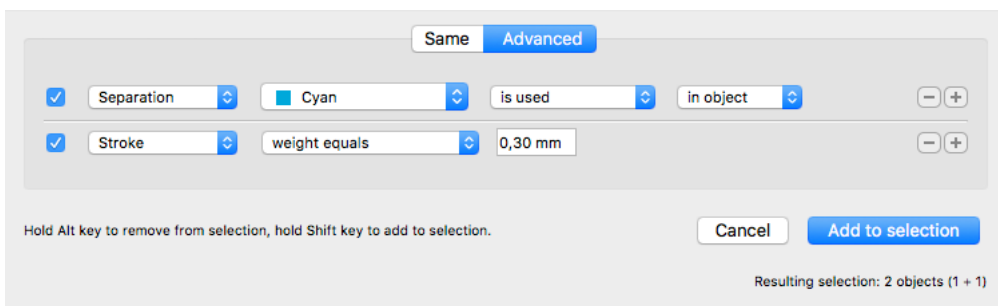 Same Advanced
Separation Cyan is used in object
Stroke weight equals 0,30 mm
Hold Alt key to remove from selection, hold Shift key to add to selection. Cancel Add to selection
Resulting selection: 2 objects (1 + 1)